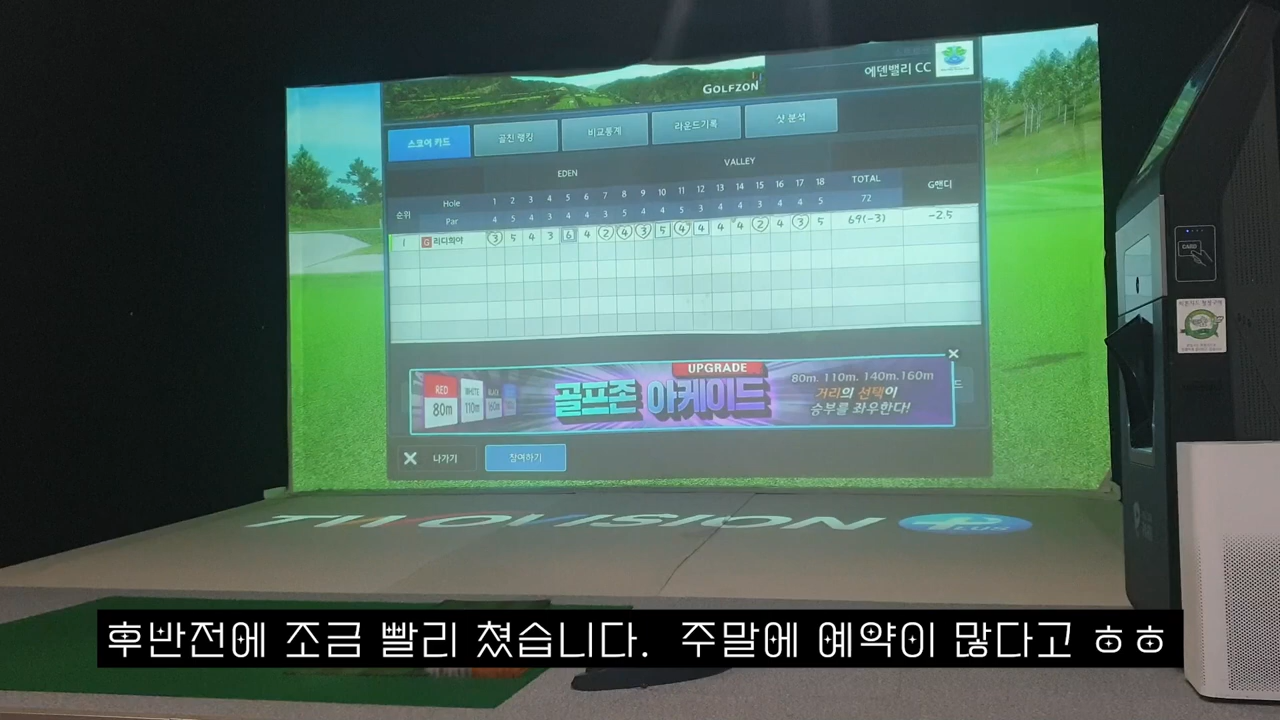 GOLFZON
에덴밸리 CC
스코어 카드 골진 랭킹 비교통계 라운드기록 샷 분석
EDEN VALLEY
순위 Hole 1 2 3 4 5 6 7 8 9 10 11 12 13 14 15 16 17 18 TOTAL G핸디
Par 4 5 4 3 4 4 3 5 4 4 5 3 4 4 3 4 4 5 72
1 G 리디희야 3 5 4 3 6 4 2 4 3 5 4 4 4 4 2 4 3 5 69(-3) -2.5
RED 80m
WHITE 110m
BLACK 160m
UPGRADE
골프존 아케이드
80m. 110m. 140m.160m
거리의 선택이
승부를 좌우한다!
나가기 참여하기
TWOVISION PLUS
CARD
후반전에 조금 빨리 쳤습니다. 주말에 예약이 많다고 ㅎㅎ